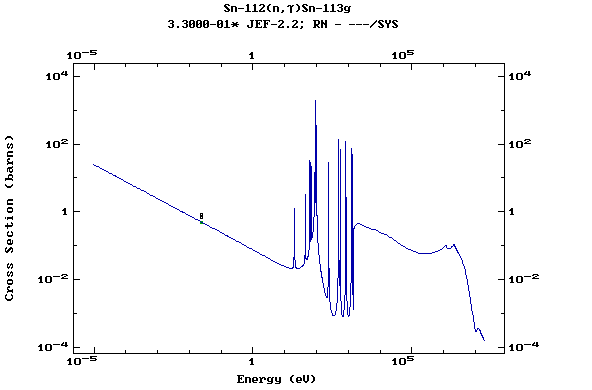 Sn-112(n,γ)Sn-113g
3.3000-01* JEF-2.2; RN - ---/SYS
10⁻⁵ 1 10⁵
10⁴ 10⁴
10² 10²
1 1
10⁻² 10⁻²
10⁻⁴ 10⁻⁴
10⁻⁵ 1 10⁵
Cross Section (barns)
Energy (eV)